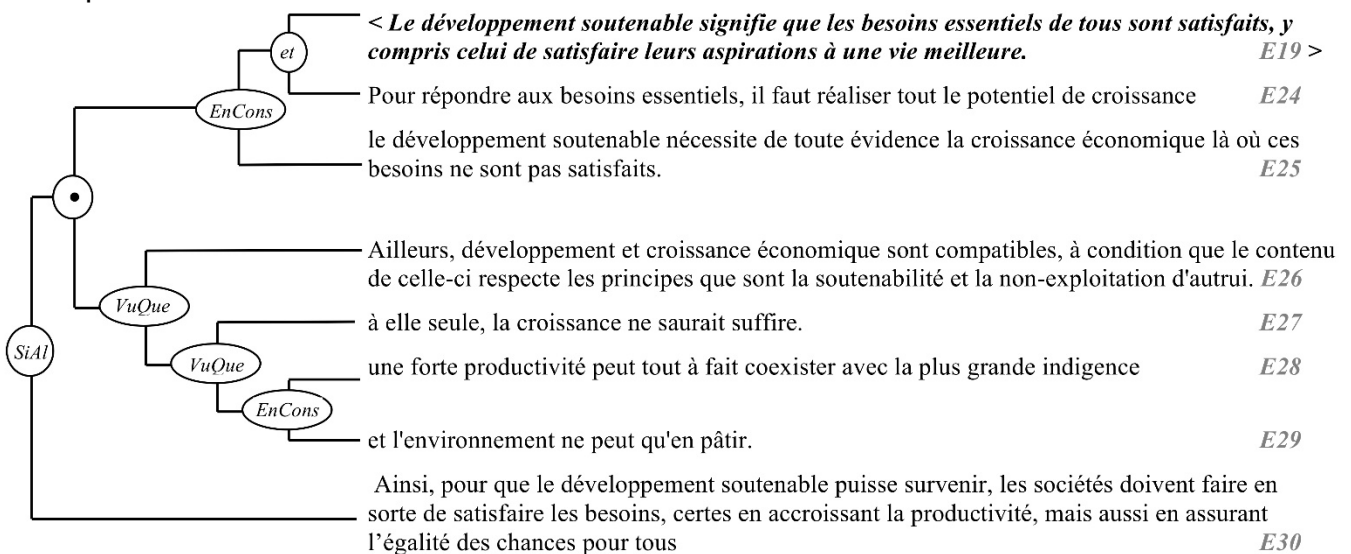 < Le développement soutenable signifie que les besoins essentiels de tous sont satisfaits, y
compris celui de satisfaire leurs aspirations à une vie meilleure. E19 >
et
Pour répondre aux besoins essentiels, il faut réaliser tout le potentiel de croissance E24
EnCons
le développement soutenable nécessite de toute évidence la croissance économique là où ces
besoins ne sont pas satisfaits. E25
Ailleurs, développement et croissance économique sont compatibles, à condition que le contenu
de celle-ci respecte les principes que sont la soutenabilité et la non-exploitation d'autrui. E26
VuQue
à elle seule, la croissance ne saurait suffire. E27
SiAl
VuQue
une forte productivité peut tout à fait coexister avec la plus grande indigence E28
EnCons
et l'environnement ne peut qu'en pâtir. E29
Ainsi, pour que le développement soutenable puisse survenir, les sociétés doivent faire en
sorte de satisfaire les besoins, certes en accroissant la productivité, mais aussi en assurant
l’égalité des chances pour tous E30